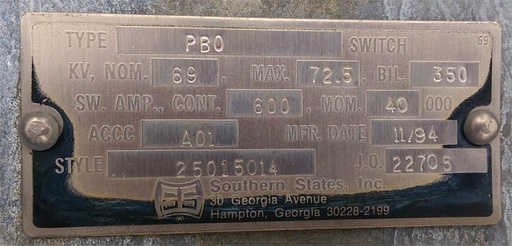 69
TYPE PBO SWITCH
KV, NOM. 69, MAX. 72.5, BIL. 350
SW. AMP., CONT. 600, MOM. 40 000
ACCC A01 MFR. DATE 11/94
STYLE 25015014 J.O. 22705
Southern States, Inc.
30 Georgia Avenue
Hampton, Georgia 30228-2199